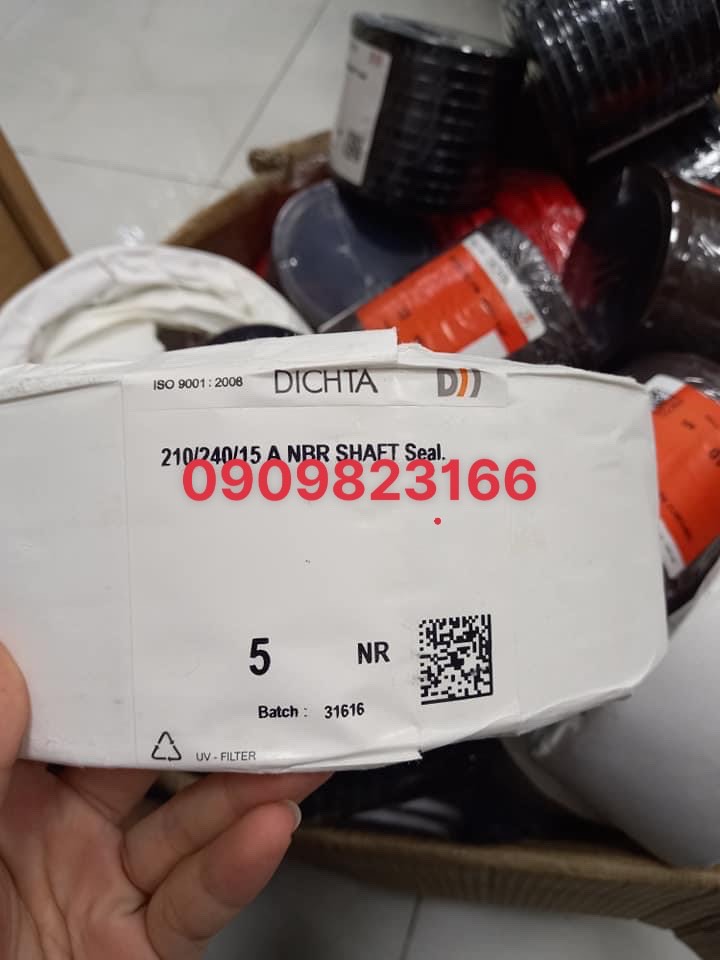 ISO 9001 : 2008 DICHTA
210/240/15 A NBR SHAFT Seal.
0909823166
5 NR
Batch : 31616
UV - FILTER